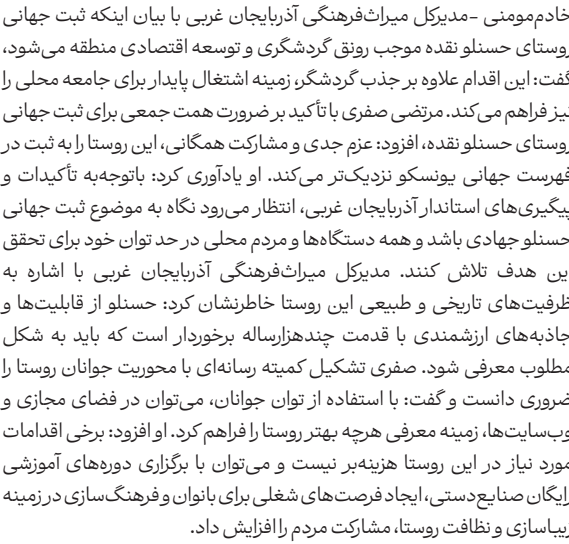 خادم‌مومنی -مدیرکل میراث‌فرهنگی آذربایجان غربی با بیان اینکه ثبت جهانی
روستای حسنلو نقده موجب رونق گردشگری و توسعه اقتصادی منطقه می‌شود،
گفت: این اقدام علاوه بر جذب گردشگر، زمینه اشتغال پایدار برای جامعه محلی را
نیز فراهم می‌کند. مرتضی صفری با تأکید بر ضرورت همت جمعی برای ثبت جهانی
روستای حسنلو نقده، افزود: عزم جدی و مشارکت همگانی، این روستا را به ثبت در
فهرست جهانی یونسکو نزدیک‌تر می‌کند. او یادآوری کرد: باتوجه‌به تأکیدات و
پیگیری‌های استاندار آذربایجان غربی، انتظار می‌رود نگاه به موضوع ثبت جهانی
حسنلو جهادی باشد و همه دستگاه‌ها و مردم محلی در حد توان خود برای تحقق
این هدف تلاش کنند. مدیرکل میراث‌فرهنگی آذربایجان غربی با اشاره به
ظرفیت‌های تاریخی و طبیعی این روستا خاطرنشان کرد: حسنلو از قابلیت‌ها و
جاذبه‌های ارزشمندی با قدمت چندهزارساله برخوردار است که باید به شکل
مطلوب معرفی شود. صفری تشکیل کمیته رسانه‌ای با محوریت جوانان روستا را
ضروری دانست و گفت: با استفاده از توان جوانان، می‌توان در فضای مجازی و
وب‌سایت‌ها، زمینه معرفی هرچه بهتر روستا را فراهم کرد. او افزود: برخی اقدامات
مورد نیاز در این روستا هزینه‌بر نیست و می‌توان با برگزاری دوره‌های آموزشی
رایگان صنایع‌دستی، ایجاد فرصت‌های شغلی برای بانوان و فرهنگ‌سازی در زمینه
زیباسازی و نظافت روستا، مشارکت مردم را افزایش داد.